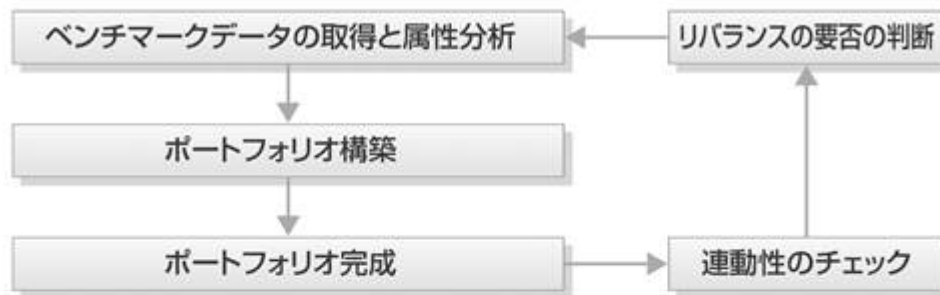 ベンチマークデータの取得と属性分析
リバランスの要否の判断
ポートフォリオ構築
ポートフォリオ完成
連動性のチェック